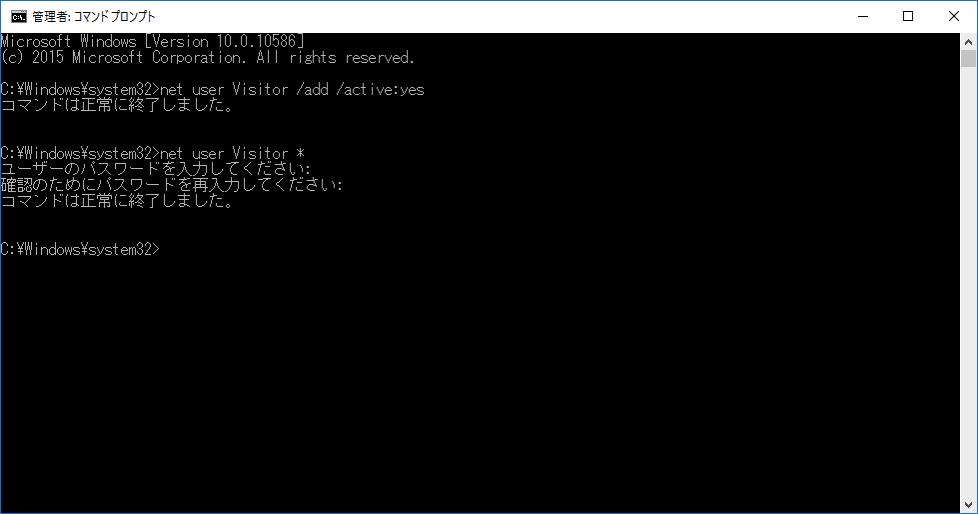 管理者: コマンド プロンプト
Microsoft Windows [Version 10.0.10586]
(c) 2015 Microsoft Corporation. All rights reserved.
C:¥Windows¥system32>net user Visitor /add /active:yes
コマンドは正常に終了しました。
C:¥Windows¥system32>net user Visitor *
ユーザーのパスワードを入力してください:
確認のためにパスワードを再入力してください:
コマンドは正常に終了しました。
C:¥Windows¥system32>